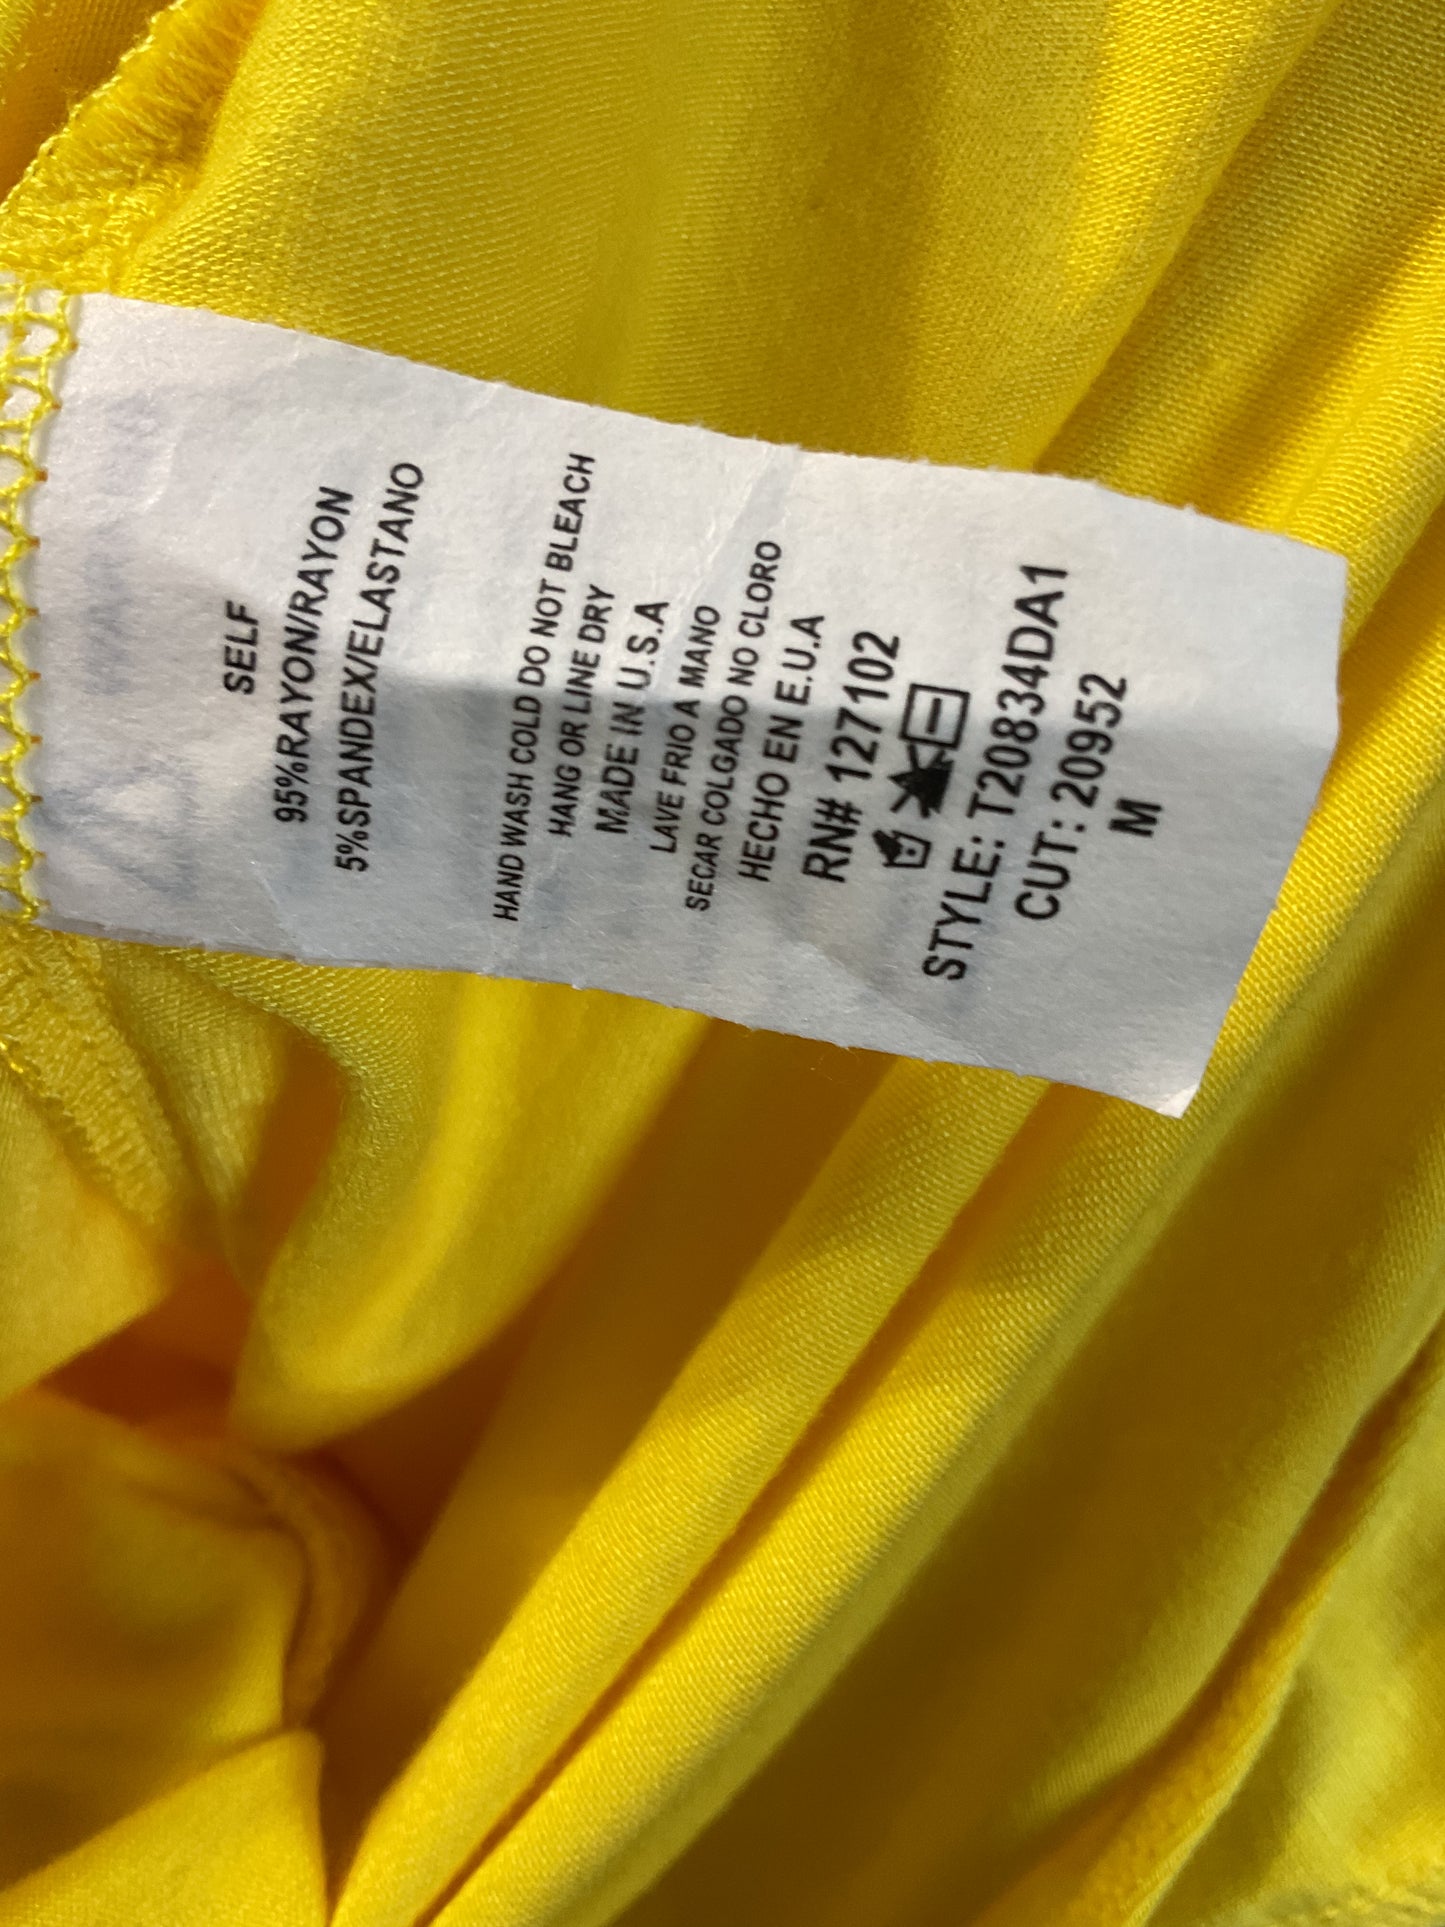 SELF
95%RAYON/RAYON
5%SPANDEX/ELASTANO
HAND WASH COLD DO NOT BLEACH
HANG OR LINE DRY
MADE IN U.S.A
LAVE FRIO A MANO
SECAR COLGADO NO CLORO
HECHO EN E.U.A
RN# 127102
STYLE: T20834DA1
CUT: 20952
M